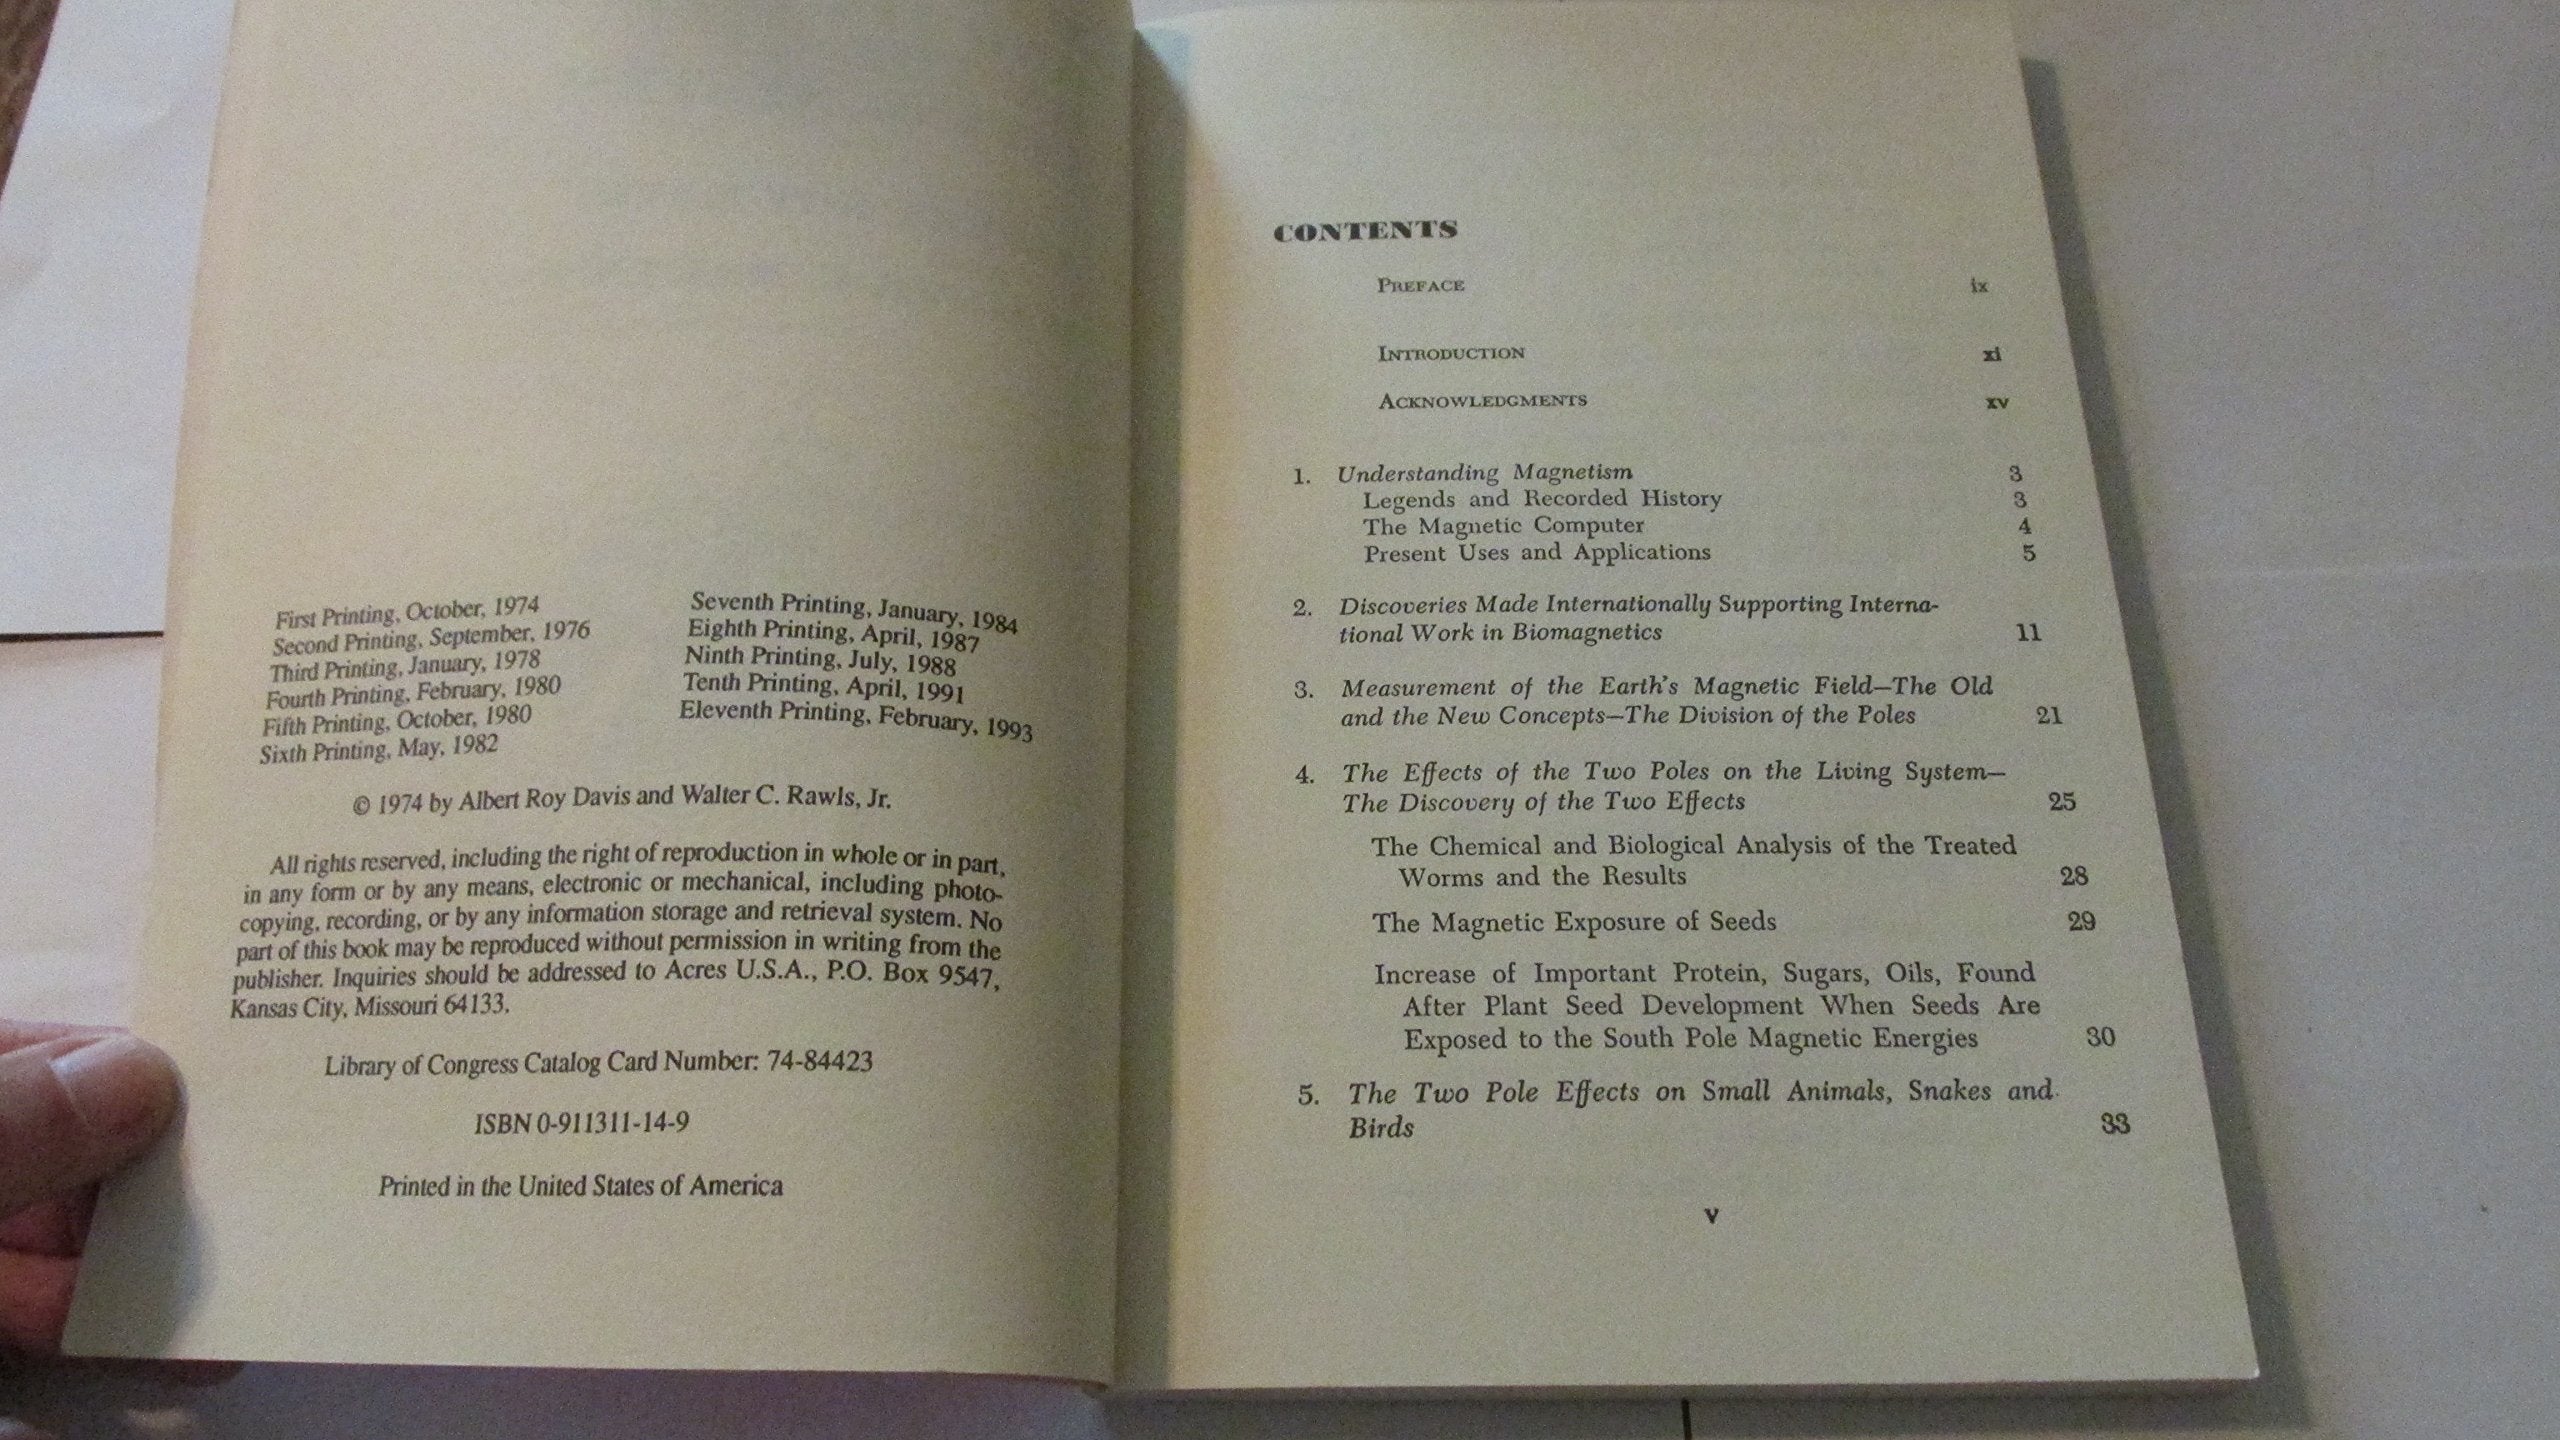 First Printing, October, 1974
Second Printing, September, 1976
Third Printing, January, 1978
Fourth Printing, February, 1980
Fifth Printing, October, 1980
Sixth Printing, May, 1982
Seventh Printing, January, 1984
Eighth Printing, April, 1987
Ninth Printing, July, 1988
Tenth Printing, April, 1991
Eleventh Printing, February, 1993
© 1974 by Albert Roy Davis and Walter C. Rawls, Jr.
All rights reserved, including the right of reproduction in whole or in part,
in any form or by any means, electronic or mechanical, including photo-
copying, recording, or by any information storage and retrieval system. No
part of this book may be reproduced without permission in writing from the
publisher. Inquiries should be addressed to Acres U.S.A., P.O. Box 9547,
Kansas City, Missouri 64133.
Library of Congress Catalog Card Number: 74-84423
ISBN 0-911311-14-9
Printed in the United States of America
CONTENTS
PREFACE ix
INTRODUCTION xi
ACKNOWLEDGMENTS xv
1. Understanding Magnetism 3
Legends and Recorded History 3
The Magnetic Computer 4
Present Uses and Applications 5
2. Discoveries Made Internationally Supporting Interna-
tional Work in Biomagnetics 11
3. Measurement of the Earth's Magnetic Field—The Old
and the New Concepts—The Division of the Poles 21
4. The Effects of the Two Poles on the Living System—
The Discovery of the Two Effects 25
The Chemical and Biological Analysis of the Treated
Worms and the Results 28
The Magnetic Exposure of Seeds 29
Increase of Important Protein, Sugars, Oils, Found
After Plant Seed Development When Seeds Are
Exposed to the South Pole Magnetic Energies 30
5. The Two Pole Effects on Small Animals, Snakes and
Birds 33
v